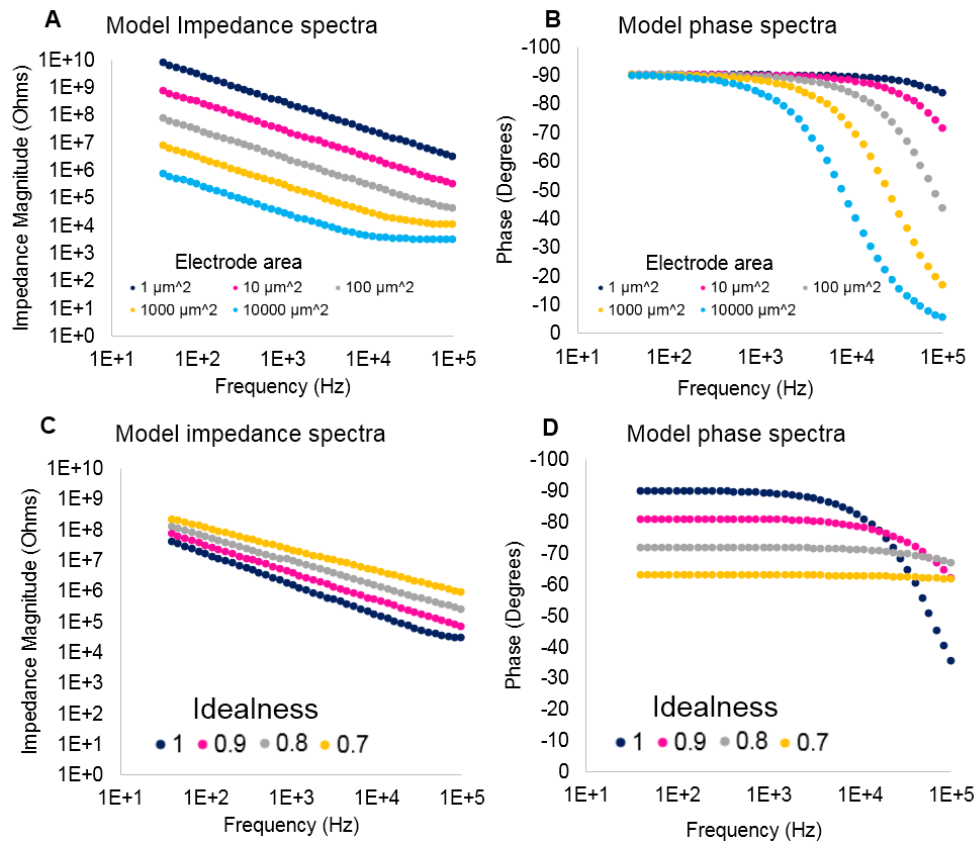 A
Model Impedance spectra
Impedance Magnitude (Ohms)
1E+10
1E+9
1E+8
1E+7
1E+6
1E+5
1E+4
1E+3
1E+2
1E+1
1E+0
Electrode area
1 µm^2 10 µm^2 100 µm^2
1000 µm^2 10000 µm^2
1E+1 1E+2 1E+3 1E+4 1E+5
Frequency (Hz)
B
Model phase spectra
Phase (Degrees)
-100
-90
-80
-70
-60
-50
-40
-30
-20
-10
0
Electrode area
1 µm^2 10 µm^2 100 µm^2
1000 µm^2 10000 µm^2
1E+1 1E+2 1E+3 1E+4 1E+5
Frequency (Hz)
C
Model impedance spectra
Impedance Magnitude (Ohms)
1E+10
1E+9
1E+8
1E+7
1E+6
1E+5
1E+4
1E+3
1E+2
1E+1
1E+0
Idealness
1 0.9 0.8 0.7
1E+1 1E+2 1E+3 1E+4 1E+5
Frequency (Hz)
D
Model phase spectra
Phase (Degrees)
-100
-90
-80
-70
-60
-50
-40
-30
-20
-10
0
Idealness
1 0.9 0.8 0.7
1E+1 1E+2 1E+3 1E+4 1E+5
Frequency (Hz)